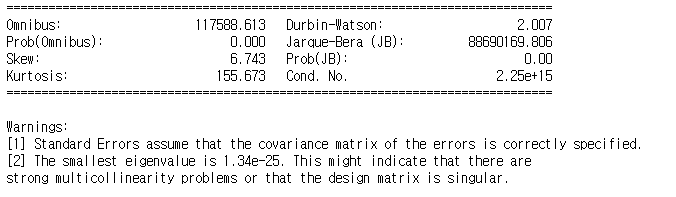 ==============================================================================
Omnibus: 117588.613 Durbin-Watson: 2.007
Prob(Omnibus): 0.000 Jarque-Bera (JB): 88690169.806
Skew: 6.743 Prob(JB): 0.00
Kurtosis: 155.673 Cond. No. 2.25e+15
==============================================================================
Warnings:
[1] Standard Errors assume that the covariance matrix of the errors is correctly specified.
[2] The smallest eigenvalue is 1.34e-25. This might indicate that there are
strong multicollinearity problems or that the design matrix is singular.